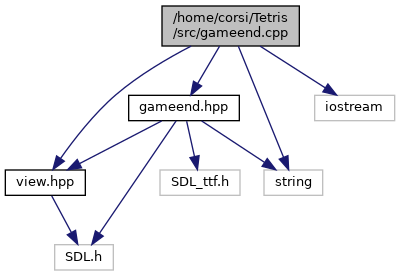 /home/corsi/Tetris
/src/gameend.cpp
gameend.hpp
iostream
view.hpp
SDL_ttf.h
string
SDL.h